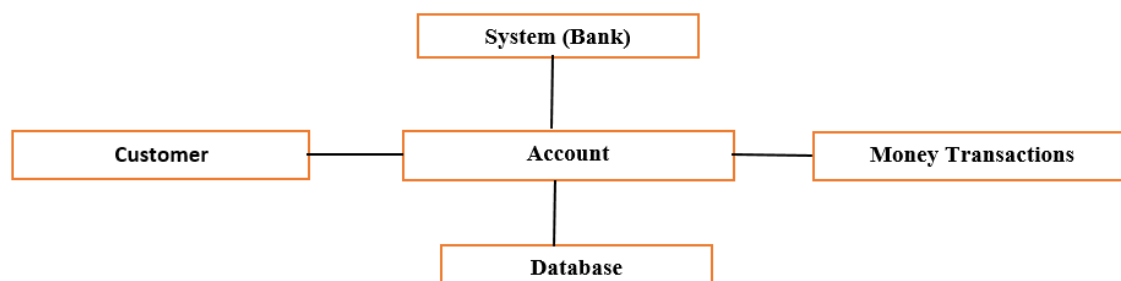 System (Bank)
Customer
Account
Money Transactions
Database